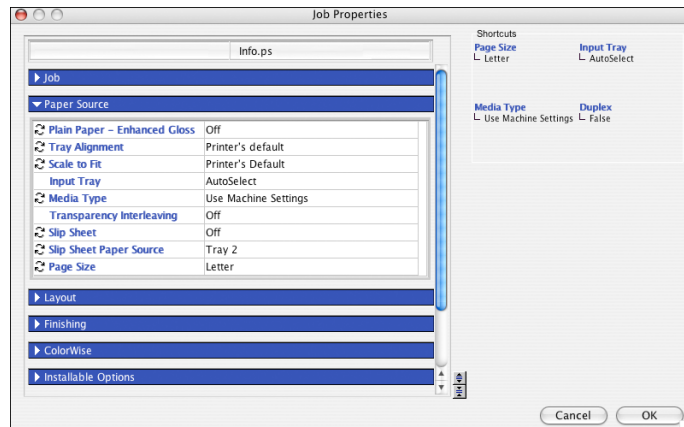 Job Properties
Info.ps
Job
Paper Source
Plain Paper – Enhanced Gloss Off
Tray Alignment Printer's default
Scale to Fit Printer's Default
Input Tray AutoSelect
Media Type Use Machine Settings
Transparency Interleaving Off
Slip Sheet Off
Slip Sheet Paper Source Tray 2
Page Size Letter
Layout
Finishing
ColorWise
Installable Options
Shortcuts
Page Size Input Tray
Letter AutoSelect
Media Type Duplex
Use Machine Settings False
Cancel OK